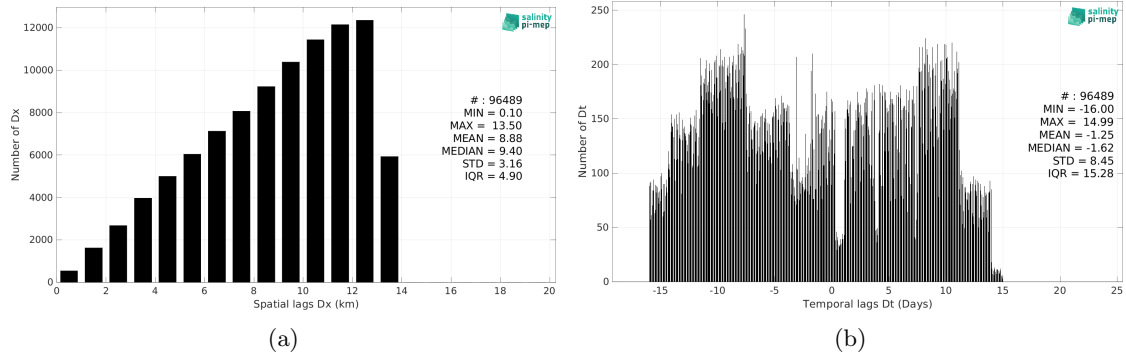 salinity
pi-mep
12000
10000
8000
6000
4000
2000
0
Number of Dx
# : 96489
MIN = 0.10
MAX = 13.50
MEAN = 8.88
MEDIAN = 9.40
STD = 3.16
IQR = 4.90
0 2 4 6 8 10 12 14 16 18 20
Spatial lags Dx (km)
(a)
salinity
pi-mep
250
200
150
100
50
0
Number of Dt
# : 96489
MIN = -16.00
MAX = 14.99
MEAN = -1.25
MEDIAN = -1.62
STD = 8.45
IQR = 15.28
-15 -10 -5 0 5 10 15 20 25
Temporal lags Dt (Days)
(b)